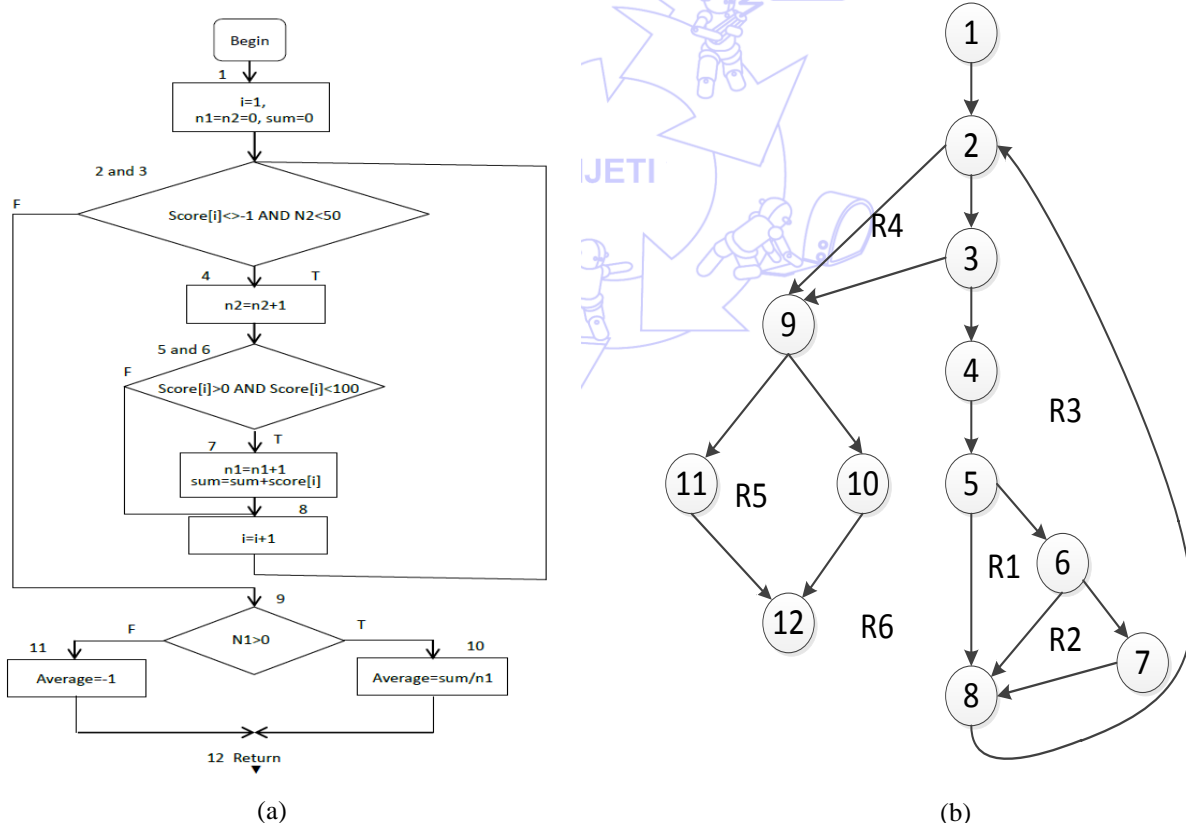 Begin
1
i=1,
n1=n2=0, sum=0
2 and 3
F
Score[i]<>-1 AND N2<50
4
T
n2=n2+1
5 and 6
F
Score[i]>0 AND Score[i]<100
T
7
n1=n1+1
sum=sum+score[i]
8
i=i+1
9
F
N1>0
T
11
10
Average=-1
Average=sum/n1
12 Return
(a)
1
2
IJETI
R4
3
9
4
R3
5
11
R5
10
6
R1
12
R6
R2
7
8
(b)